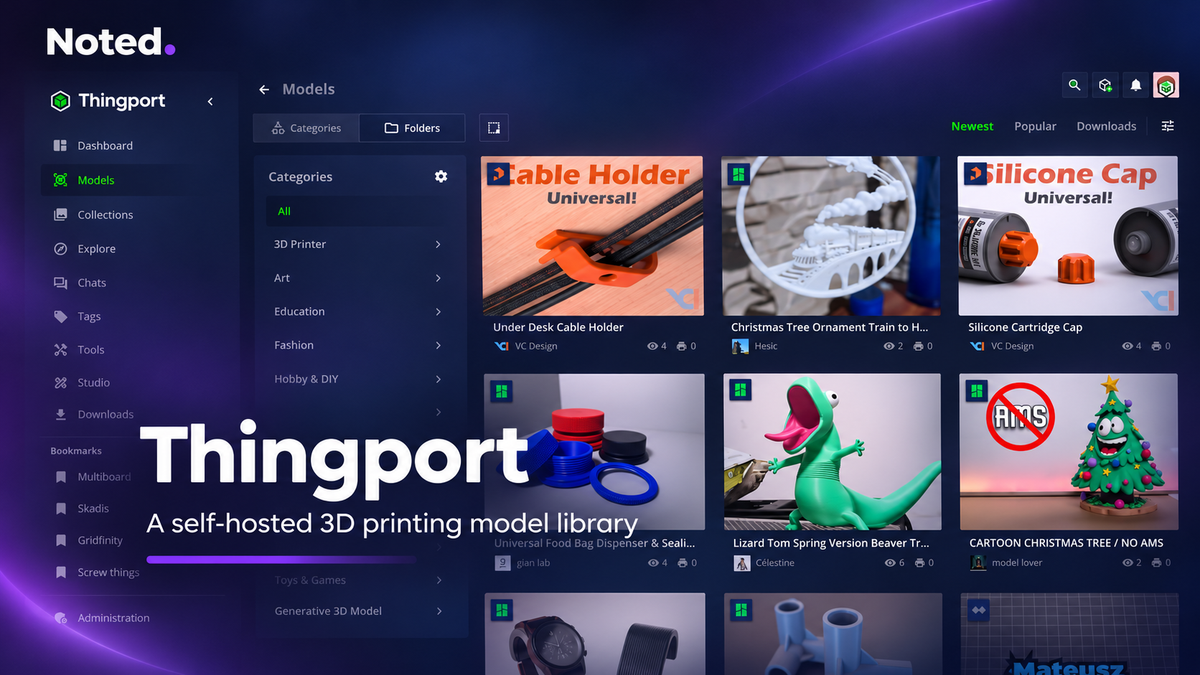 Noted.
Thingport
Models
Dashboard
Models
Collections
Explore
Chats
Tags
Tools
Studio
Downloads
Bookmarks
Multiboard
Skadis
Gridfinity
Screw things
Administration
Categories
Folders
Newest
Popular
Downloads
Categories
All
3D Printer
Art
Education
Fashion
Hobby & DIY
Toys & Games
Generative 3D Model
Cable Holder
Universal!
Under Desk Cable Holder
VC Design
4
0
Christmas Tree Ornament Train to H...
Hesic
2
0
Silicone Cap
Universal!
Silicone Cartridge Cap
VC Design
4
0
Universal Food Bag Dispenser & Seali...
gian lab
4
0
Lizard Tom Spring Version Beaver Tr...
Célestine
6
0
AMS
CARTOON CHRISTMAS TREE / NO AMS
model lover
2
0
Mateusz
Thingport
A self-hosted 3D printing model library